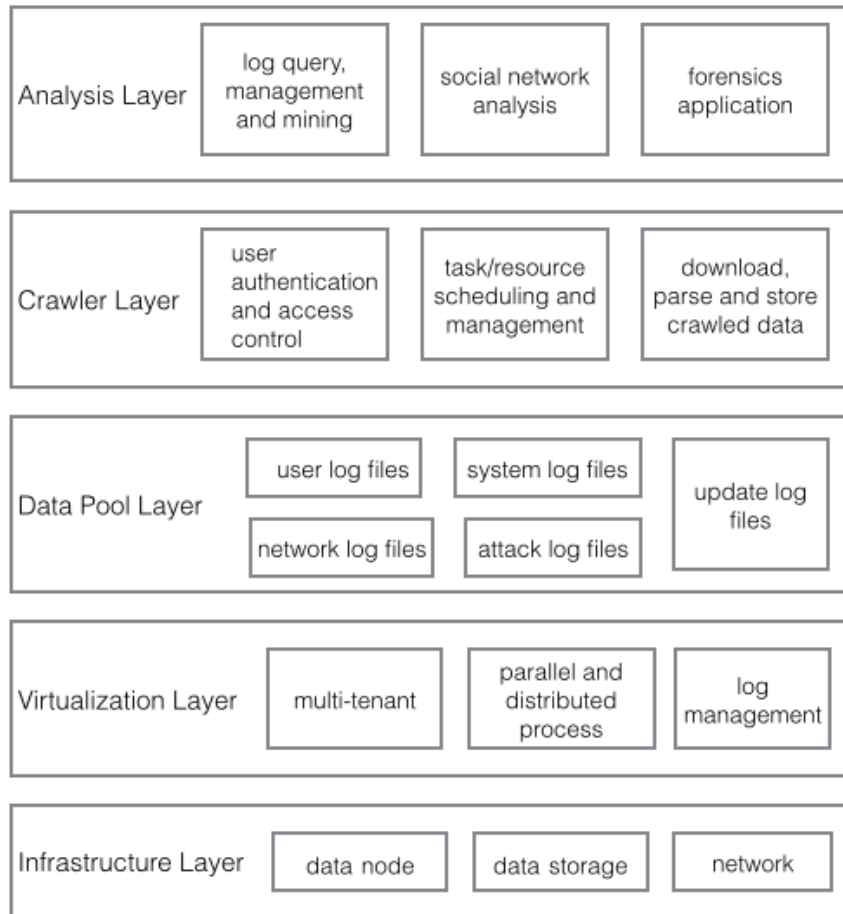 Analysis Layer
log query,
management
and mining
social network
analysis
forensics
application
Crawler Layer
user
authentication
and access
control
task/resource
scheduling and
management
download,
parse and store
crawled data
Data Pool Layer
user log files
system log files
network log files
attack log files
update log
files
Virtualization Layer
multi-tenant
parallel and
distributed
process
log
management
Infrastructure Layer
data node
data storage
network